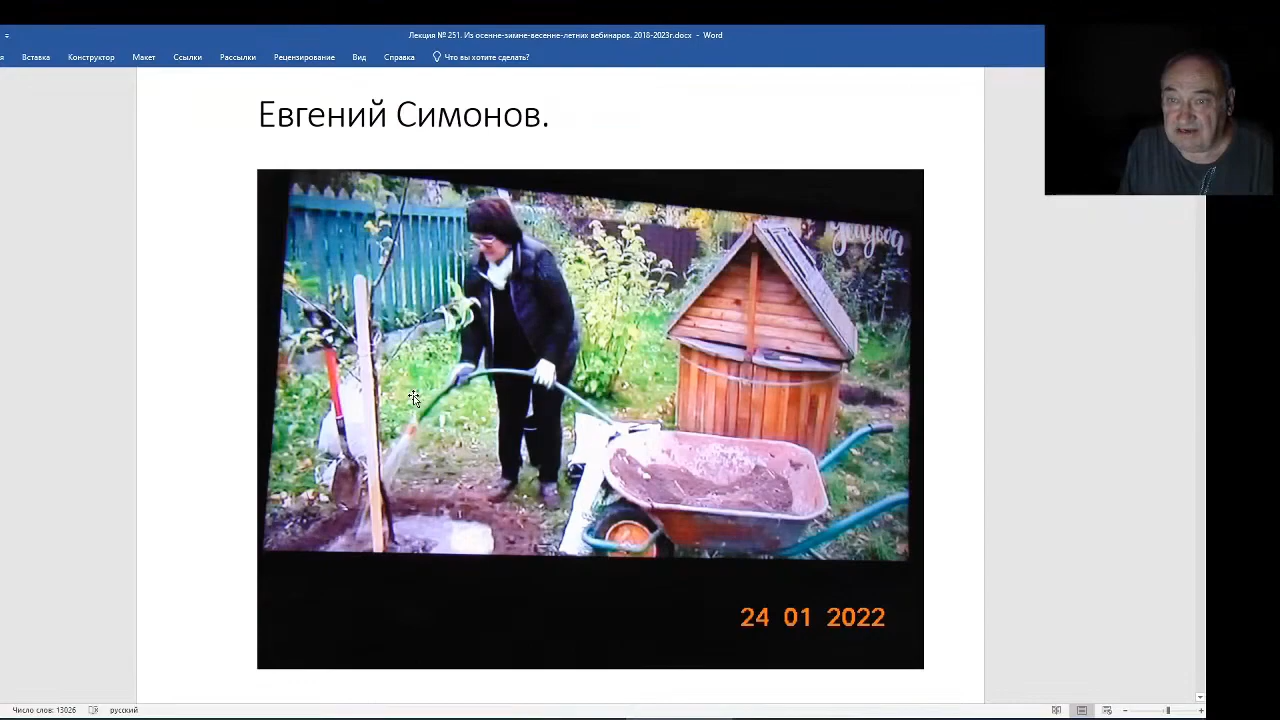 Лекция № 251. Из осенне-зимне-весенне-летних вебинаров. 2018-2023г.docx - Word
я Вставка Конструктор Макет Ссылки Рассылки Рецензирование Вид Справка Что вы хотите сделать?
Евгений Симонов.
24 01 2022
Число слов: 13026 русский